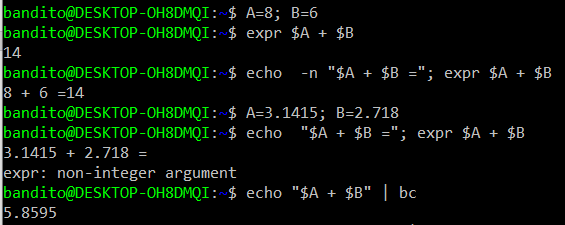 bandito@DESKTOP-OH8DMQI:~$ A=8; B=6
bandito@DESKTOP-OH8DMQI:~$ expr $A + $B
14
bandito@DESKTOP-OH8DMQI:~$ echo  -n "$A + $B ="; expr $A + $B
8 + 6 =14
bandito@DESKTOP-OH8DMQI:~$ A=3.1415; B=2.718
bandito@DESKTOP-OH8DMQI:~$ echo  "$A + $B ="; expr $A + $B
3.1415 + 2.718 =
expr: non-integer argument
bandito@DESKTOP-OH8DMQI:~$ echo "$A + $B" | bc
5.8595